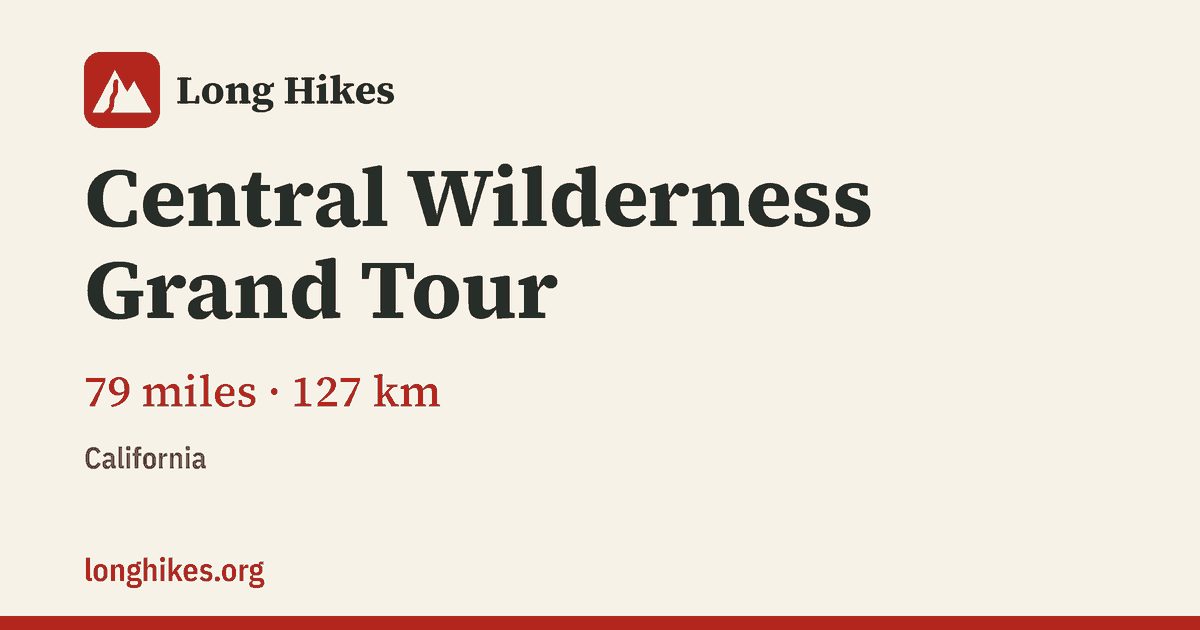 Long Hikes
Central Wilderness
Grand Tour
79 miles · 127 km
California
longhikes.org